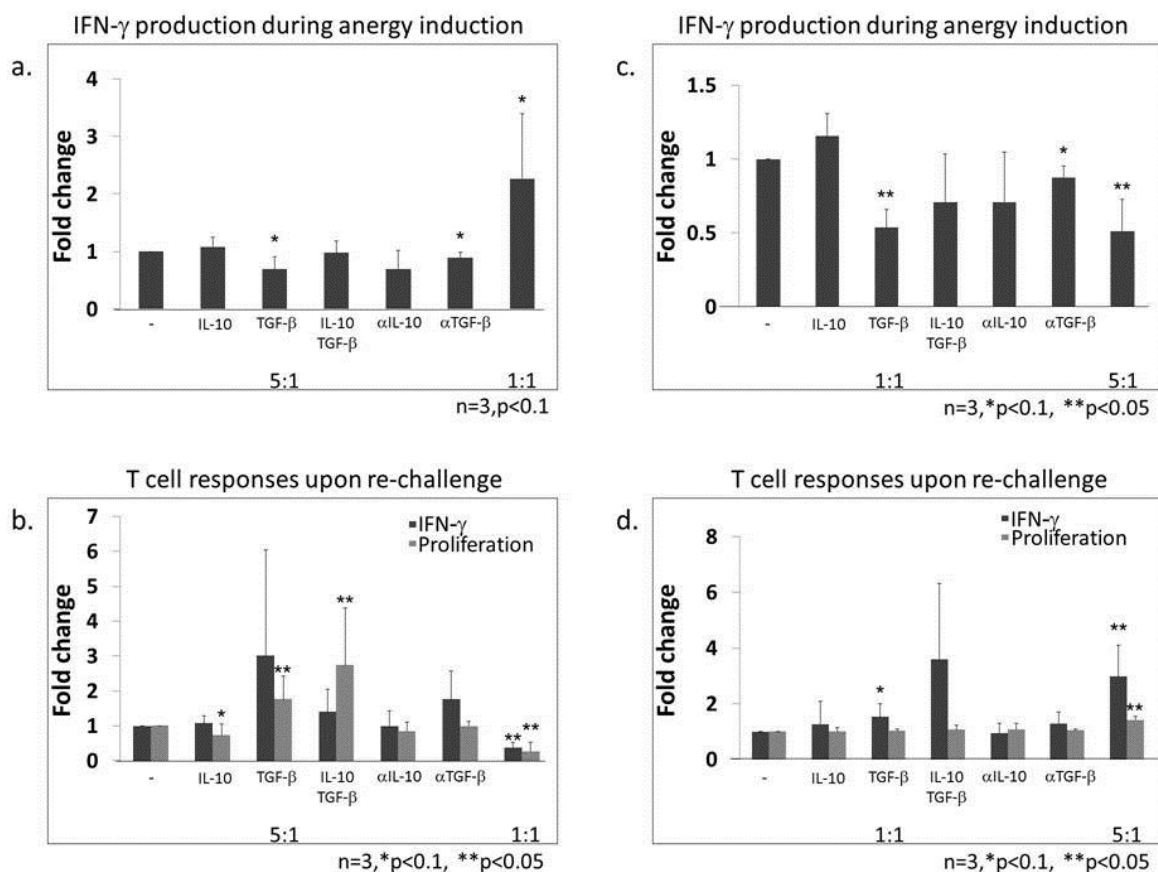 IFN-γ production during anergy induction
a.
4
3
2
1
0
Fold change
*
*
*
- IL-10 TGF-β IL-10 αIL-10 αTGF-β
TGF-β
5:1 1:1
n=3,p<0.1
IFN-γ production during anergy induction
c.
1.5
1
0.5
0
Fold change
**
*
**
- IL-10 TGF-β IL-10 αIL-10 αTGF-β
TGF-β
1:1 5:1
n=3,*p<0.1, **p<0.05
T cell responses upon re-challenge
b.
7
6
5
4
3
2
1
0
Fold change
IFN-γ
Proliferation
*
**
**
** **
- IL-10 TGF-β IL-10 αIL-10 αTGF-β
TGF-β
5:1 1:1
n=3,*p<0.1, **p<0.05
T cell responses upon re-challenge
d.
8
6
4
2
0
Fold change
IFN-γ
Proliferation
*
**
**
- IL-10 TGF-β IL-10 αIL-10 αTGF-β
TGF-β
1:1 5:1
n=3,*p<0.1, **p<0.05